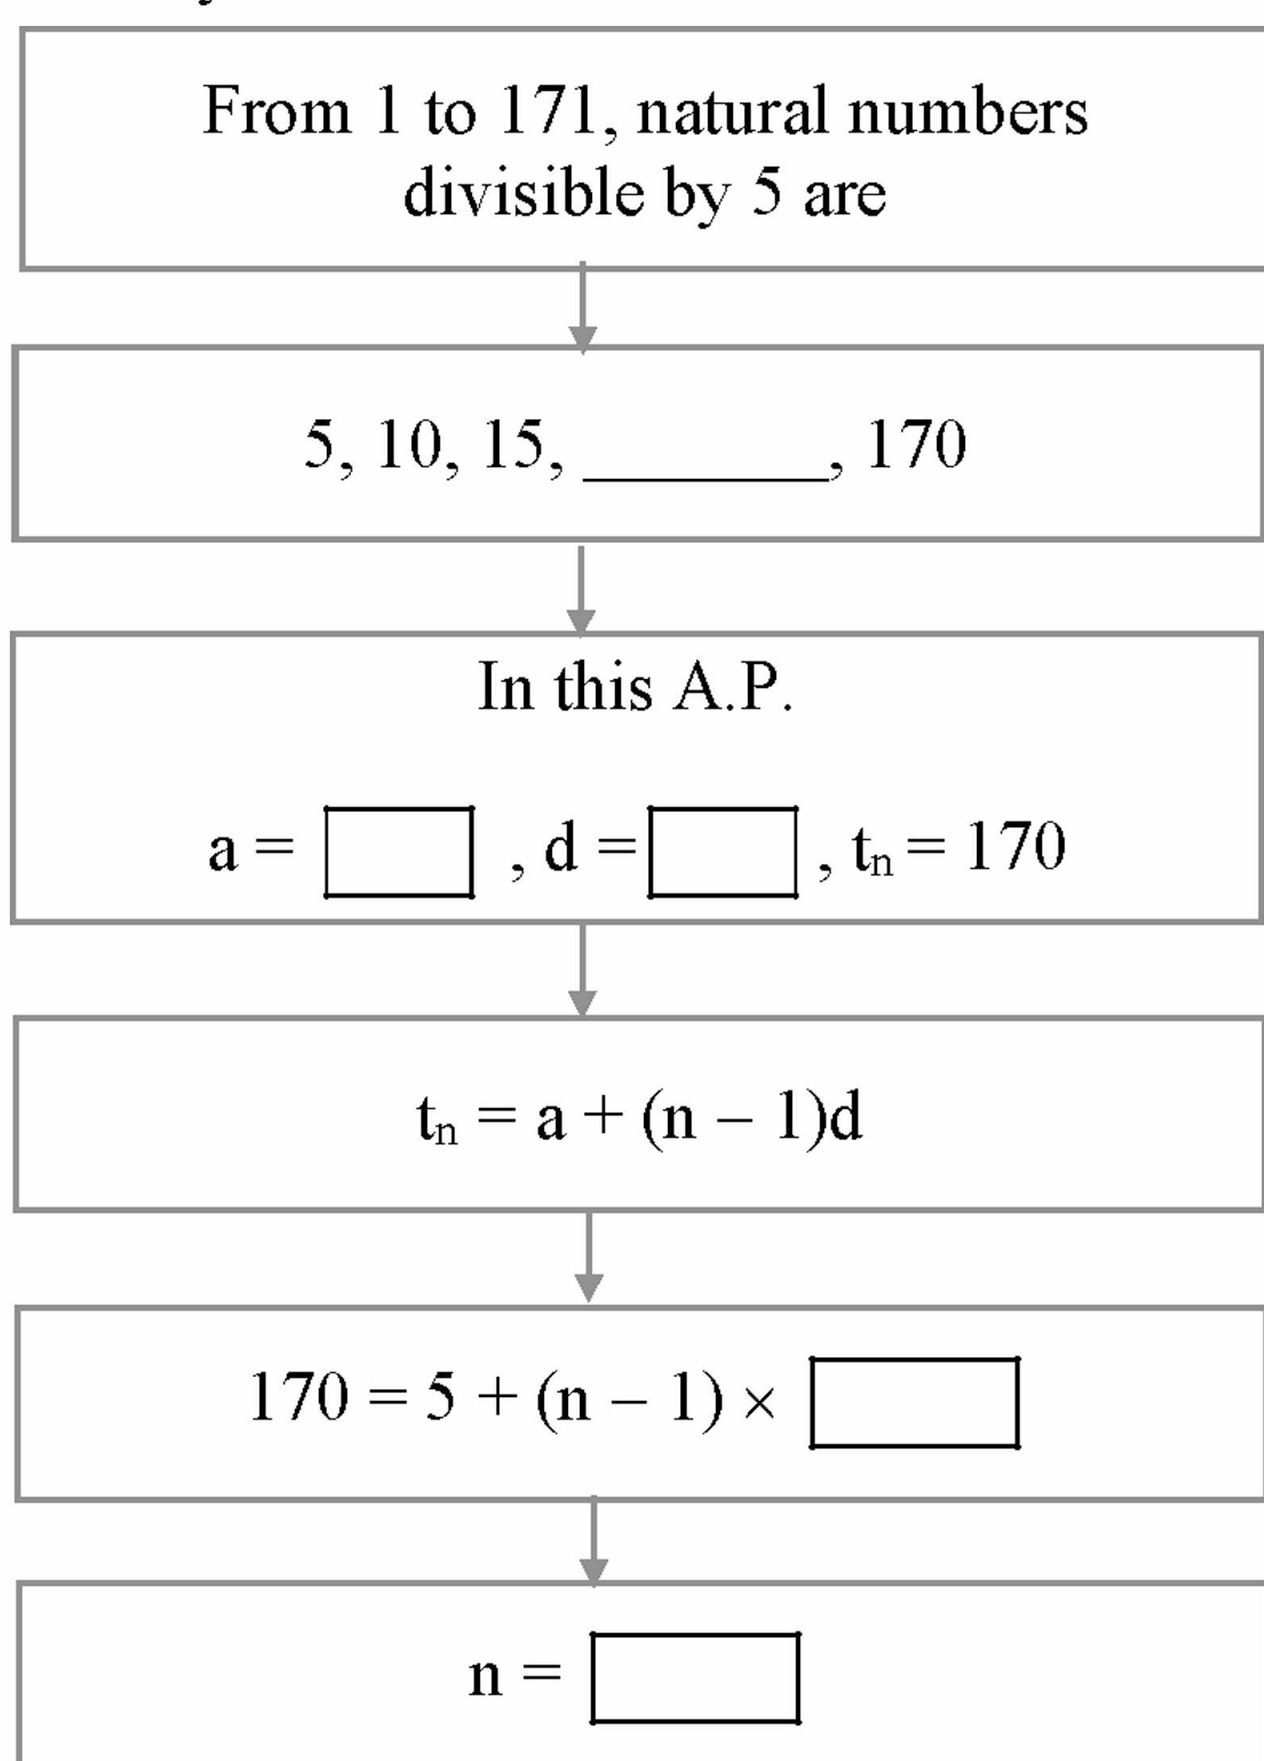 From 1 to 171, natural numbers
divisible by 5 are
5, 10, 15, ________, 170
In this A.P.
a = , d = , tₙ = 170
tₙ = a + (n – 1)d
170 = 5 + (n – 1) ×
n =